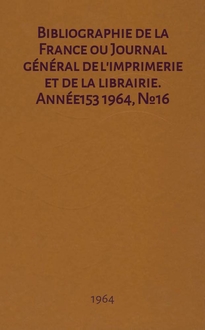 Bibliographie de la
France ou Journal
général de l'imprimerie
et de la librairie.
Année153 1964, №16
1964